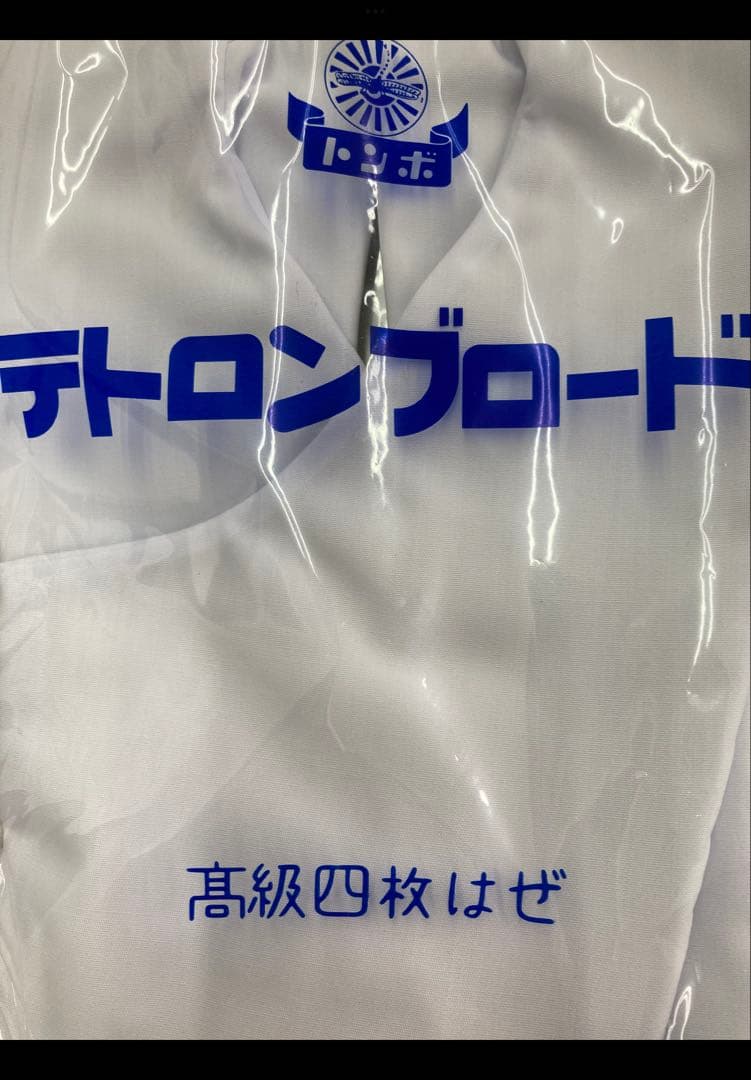 トンボ
テトロンブロード
髙級四枚はぜ